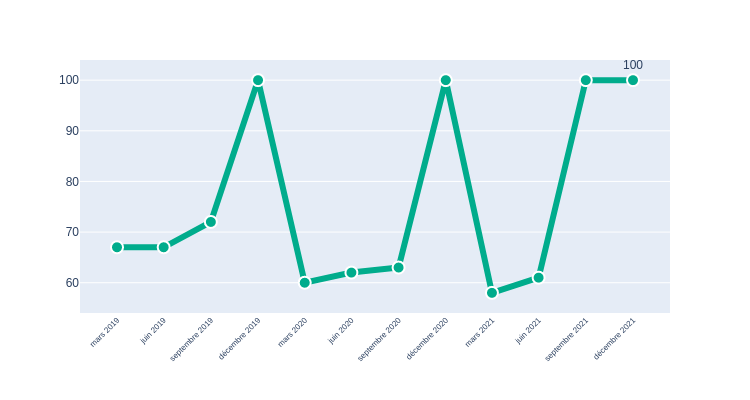 100
100
90
80
70
60
mars 2019
juin 2019
septembre 2019
décembre 2019
mars 2020
juin 2020
septembre 2020
décembre 2020
mars 2021
juin 2021
septembre 2021
décembre 2021